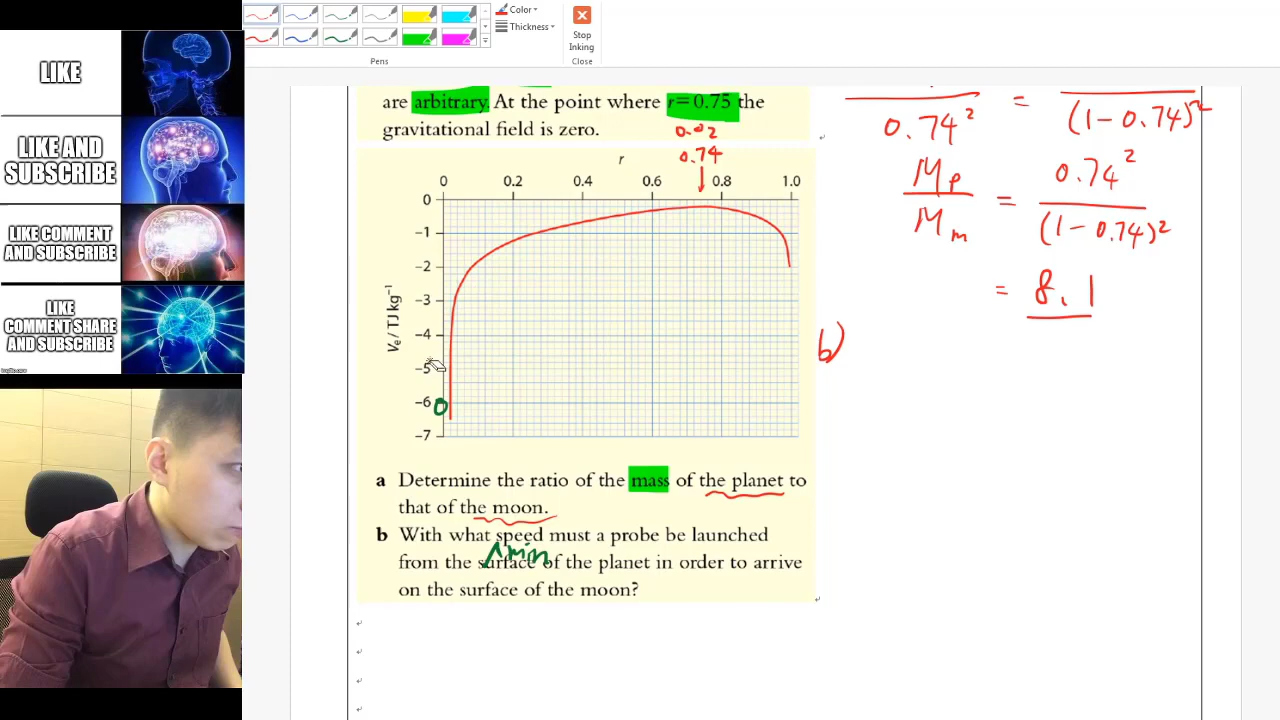 Color
Thickness
Stop
Inking
Pens
Close
LIKE
LIKE AND
SUBSCRIBE
LIKE COMMENT
AND SUBSCRIBE
LIKE
COMMENT SHARE
AND SUBSCRIBE
imgflip.com
are arbitrary. At the point where r=0.75 the
gravitational field is zero.
0.02
0.74
r
0 0.2 0.4 0.6 0.8 1.0
0
−1
−2
−3
−4
−5
−6
−7
Vₑ / TJ kg⁻¹
a Determine the ratio of the mass of the planet to
that of the moon.
b With what speed must a probe be launched
min
from the surface of the planet in order to arrive
on the surface of the moon?
0.74² = (1-0.74)²
Mp / Mm = 0.74² / (1-0.74)²
= 8.1
b)